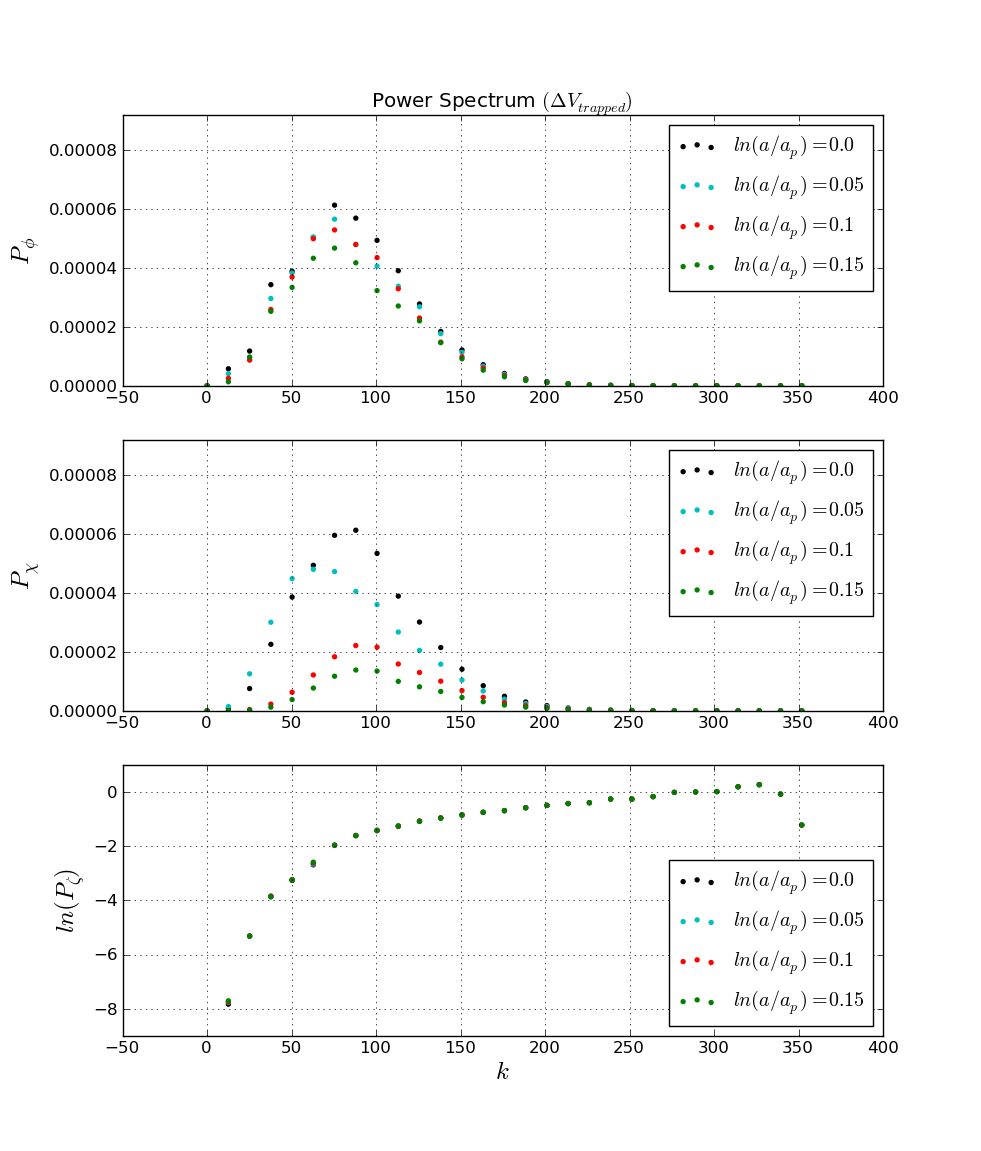 Power Spectrum (ΔV_trapped)
0.00008
0.00006
0.00004
0.00002
0.00000
P_ϕ
ln(a/a_p) = 0.0
ln(a/a_p) = 0.05
ln(a/a_p) = 0.1
ln(a/a_p) = 0.15
−50 0 50 100 150 200 250 300 350 400
0.00008
0.00006
0.00004
0.00002
0.00000
P_χ
ln(a/a_p) = 0.0
ln(a/a_p) = 0.05
ln(a/a_p) = 0.1
ln(a/a_p) = 0.15
−50 0 50 100 150 200 250 300 350 400
0
−2
−4
−6
−8
ln(P_ζ)
ln(a/a_p) = 0.0
ln(a/a_p) = 0.05
ln(a/a_p) = 0.1
ln(a/a_p) = 0.15
−50 0 50 100 150 200 250 300 350 400
k